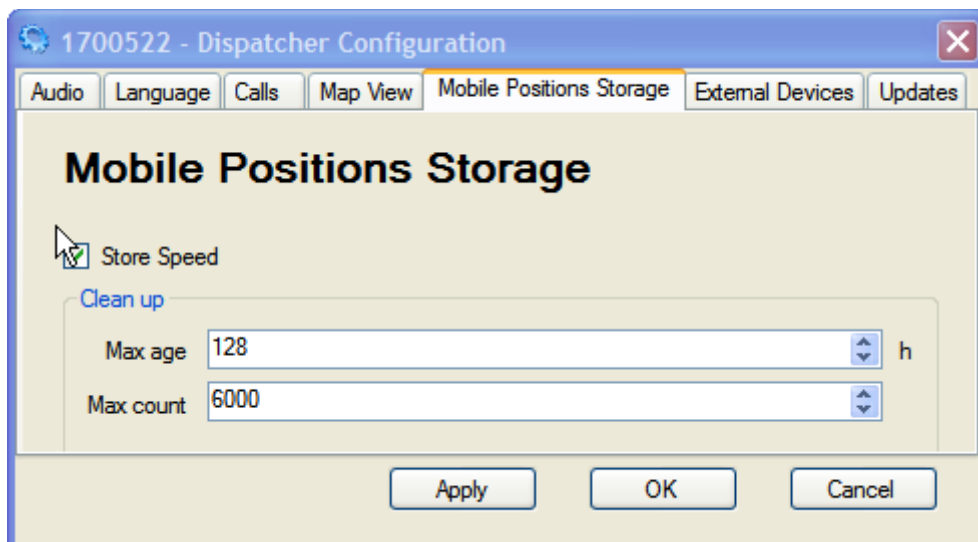 1700522 - Dispatcher Configuration
Audio Language Calls Map View Mobile Positions Storage External Devices Updates
Mobile Positions Storage
Store Speed
Clean up
Max age 128 h
Max count 6000
Apply OK Cancel